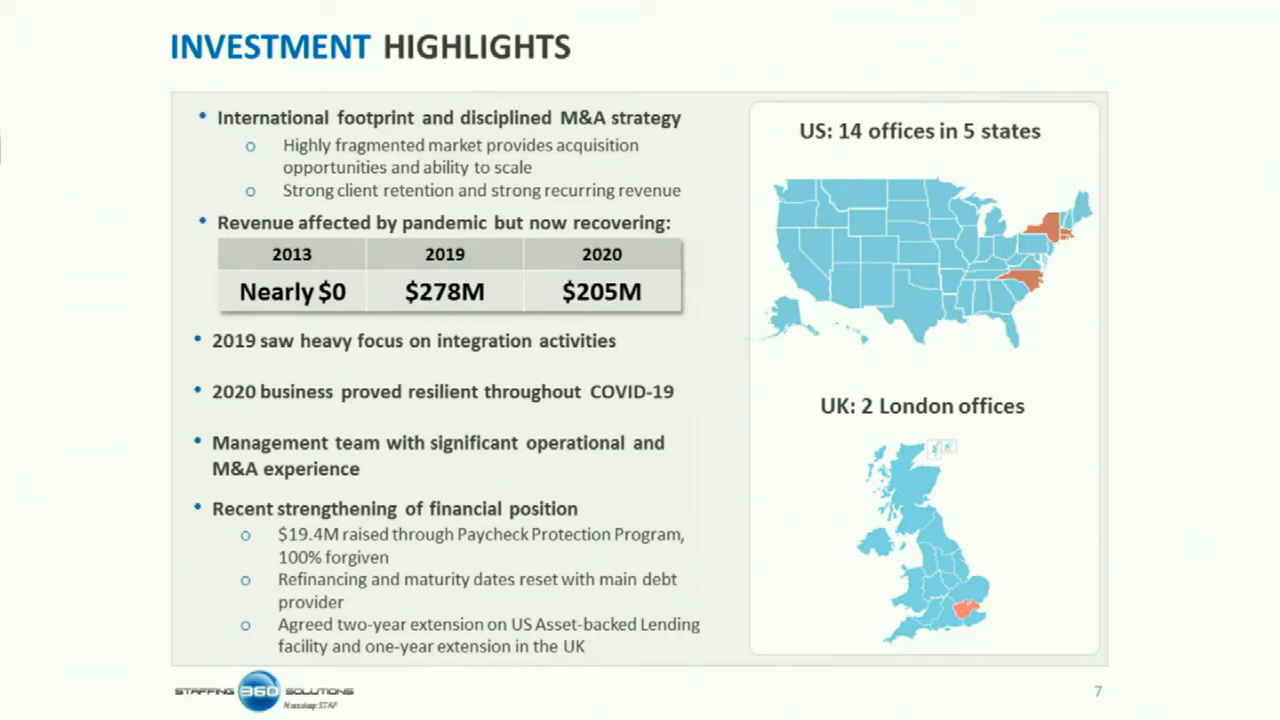 INVESTMENT HIGHLIGHTS
• International footprint and disciplined M&A strategy
o Highly fragmented market provides acquisition
opportunities and ability to scale
o Strong client retention and strong recurring revenue
• Revenue affected by pandemic but now recovering:
2013 2019 2020
Nearly $0 $278M $205M
• 2019 saw heavy focus on integration activities
• 2020 business proved resilient throughout COVID-19
• Management team with significant operational and
M&A experience
• Recent strengthening of financial position
o $19.4M raised through Paycheck Protection Program,
100% forgiven
o Refinancing and maturity dates reset with main debt
provider
o Agreed two-year extension on US Asset-backed Lending
facility and one-year extension in the UK
US: 14 offices in 5 states
UK: 2 London offices
STAFFING 360 SOLUTIONS
Nasdaq: STAF
7